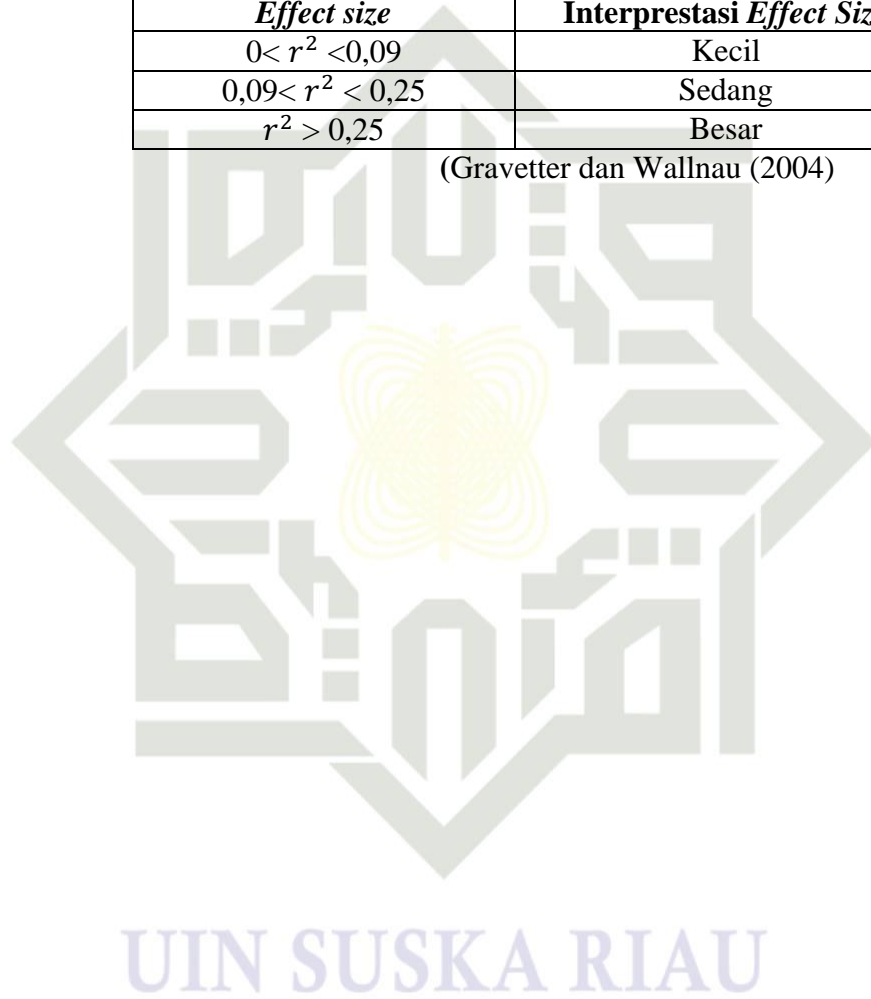 Effect size Interprestasi Effect Siz
0< r² <0,09 Kecil
0,09< r² < 0,25 Sedang
r² > 0,25 Besar
(Gravetter dan Wallnau (2004)
UIN SUSKA RIAU